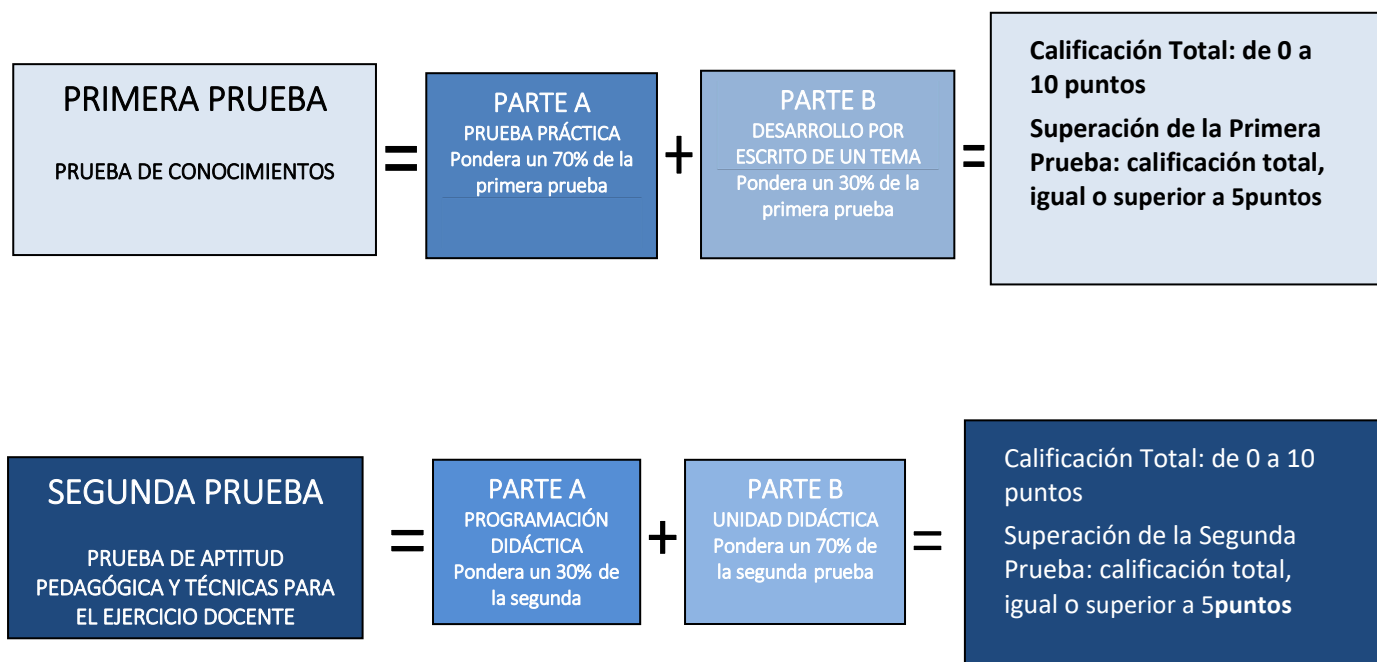 PRIMERA PRUEBA
PRUEBA DE CONOCIMIENTOS
=
PARTE A
PRUEBA PRÁCTICA
Pondera un 70% de la
primera prueba
+
PARTE B
DESARROLLO POR
ESCRITO DE UN TEMA
Pondera un 30% de la
primera prueba
=
Calificación Total: de 0 a
10 puntos
Superación de la Primera
Prueba: calificación total,
igual o superior a 5puntos
SEGUNDA PRUEBA
PRUEBA DE APTITUD
PEDAGÓGICA Y TÉCNICAS PARA
EL EJERCICIO DOCENTE
=
PARTE A
PROGRAMACIÓN
DIDÁCTICA
Pondera un 30% de
la segunda
+
PARTE B
UNIDAD DIDÁCTICA
Pondera un 70% de
la segunda prueba
=
Calificación Total: de 0 a 10
puntos
Superación de la Segunda
Prueba: calificación total,
igual o superior a 5puntos